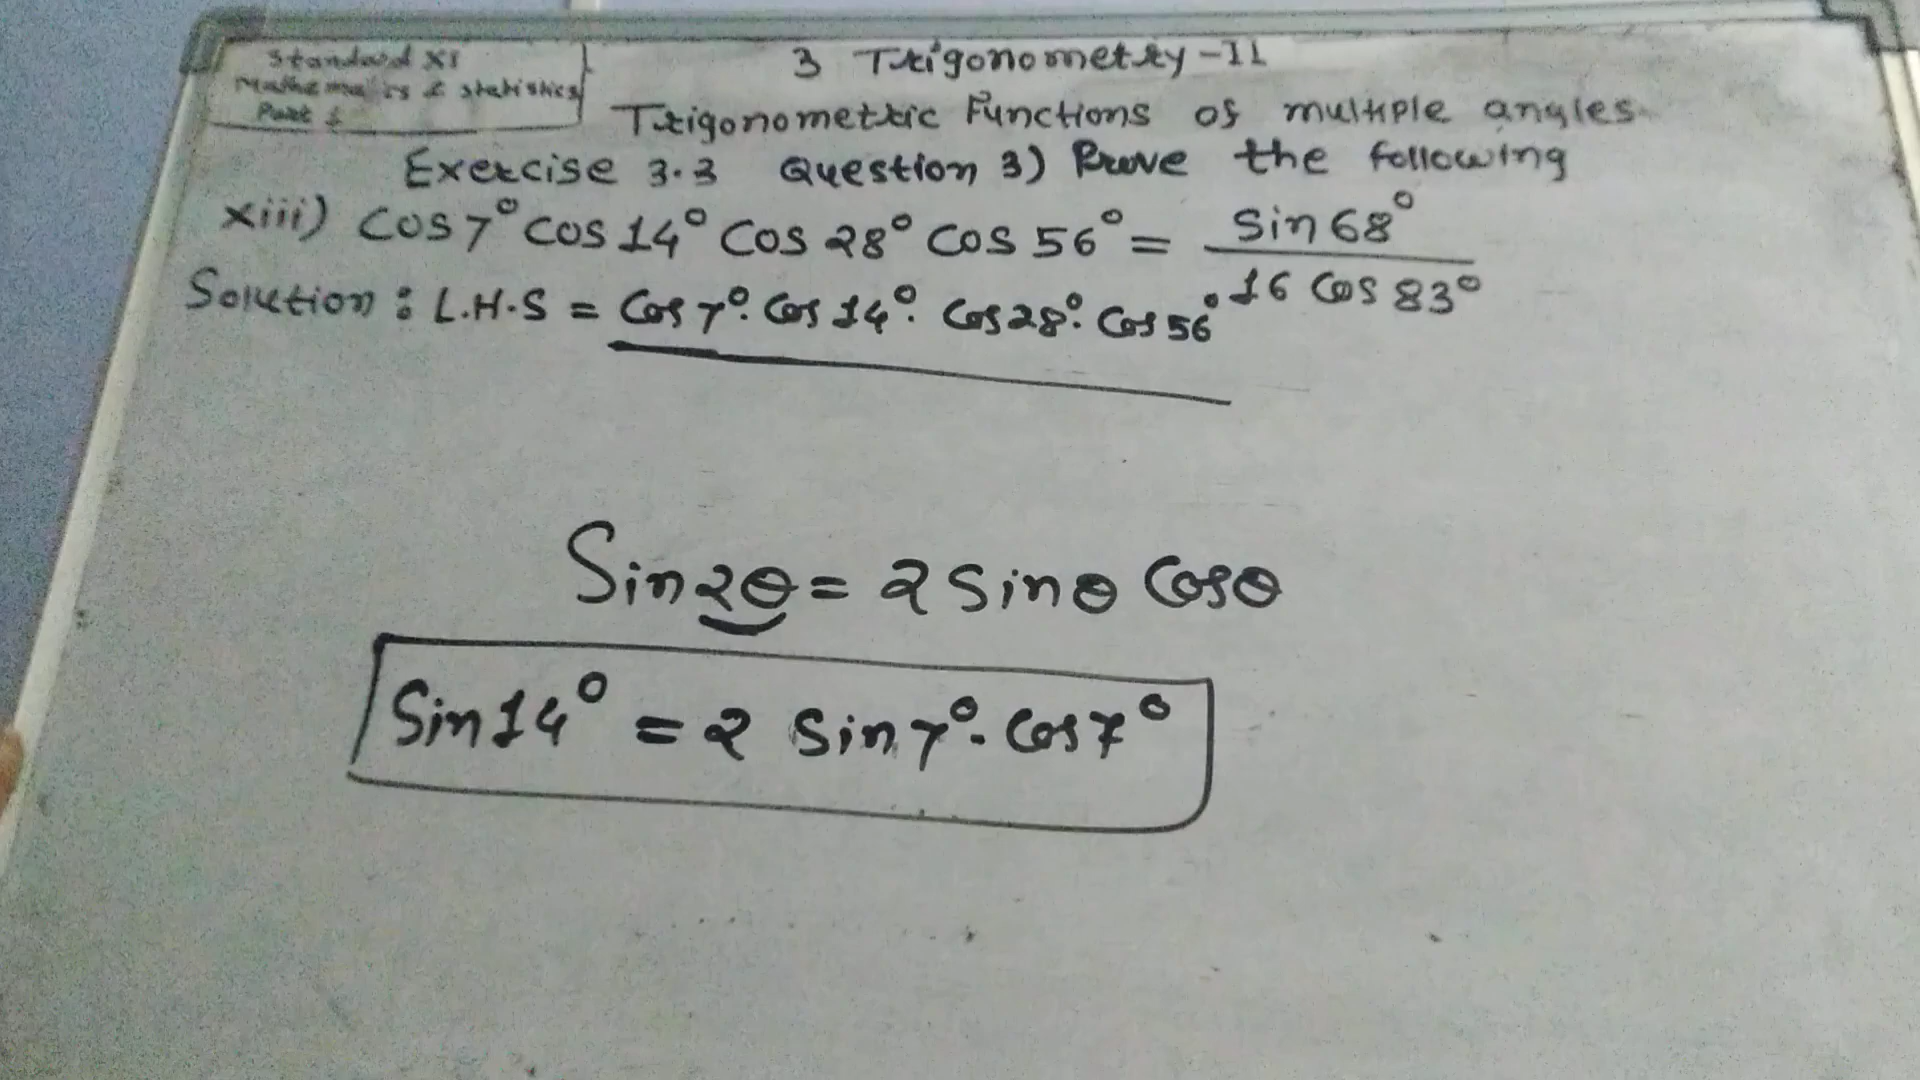 Standard XI
Mathematics & statistics
Part 1
3 Trigonometry-II
Trigonometric Functions of multiple angles
Exercise 3.3 Question 3) Prove the following
xiii) cos 7° cos 14° cos 28° cos 56° = sin 68° / 16 cos 83°
Solution : L.H.S = cos 7°. cos 14°. cos 28°. cos 56°
Sin 2θ = 2 sin θ cos θ
Sin 14° = 2 sin 7°. cos 7°